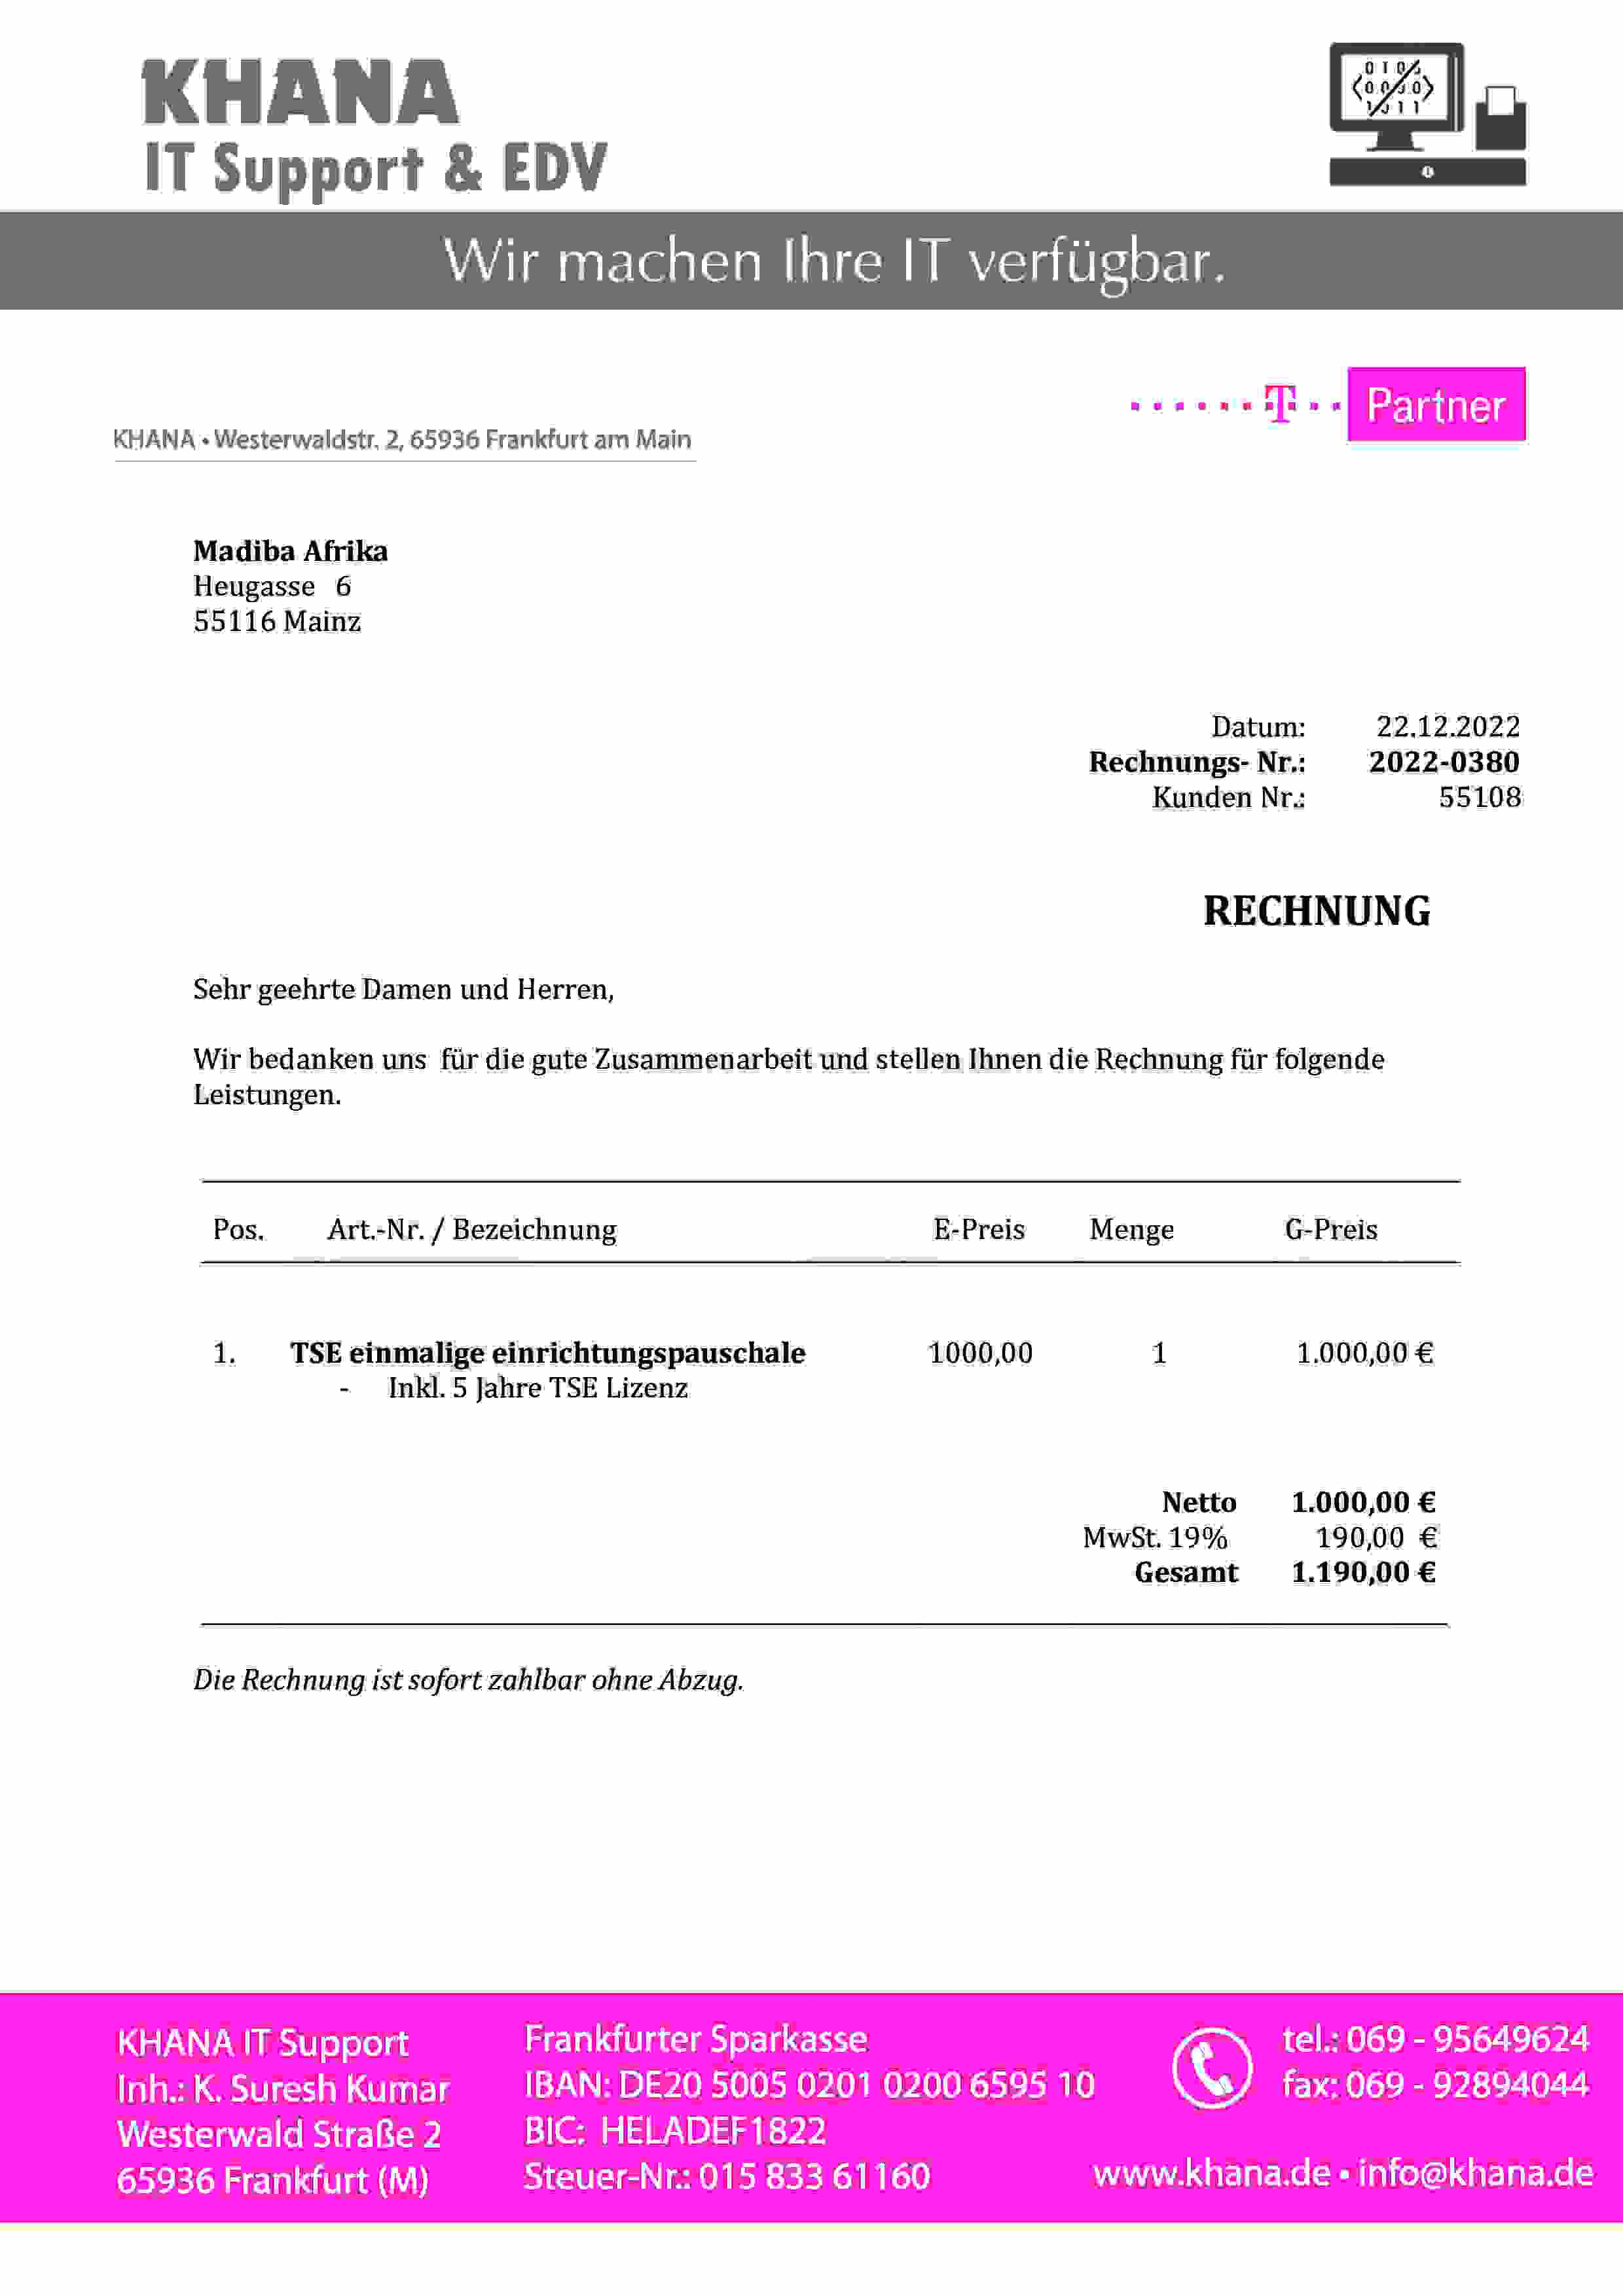 KHANA
IT Support & EDV
Wir machen Ihre IT verfügbar.
T Partner
KHANA • Westerwaldstr. 2, 65936 Frankfurt am Main
Madiba Afrika
Heugasse 6
55116 Mainz
Datum: 22.12.2022
Rechnungs- Nr.: 2022-0380
Kunden Nr.: 55108
RECHNUNG
Sehr geehrte Damen und Herren,
Wir bedanken uns für die gute Zusammenarbeit und stellen Ihnen die Rechnung für folgende
Leistungen.
Pos. Art.-Nr. / Bezeichnung E-Preis Menge G-Preis
1. TSE einmalige einrichtungspauschale 1000,00 1 1.000,00 €
- Inkl. 5 Jahre TSE Lizenz
Netto 1.000,00 €
MwSt. 19% 190,00 €
Gesamt 1.190,00 €
Die Rechnung ist sofort zahlbar ohne Abzug.
KHANA IT Support
Inh.: K. Suresh Kumar
Westerwald Straße 2
65936 Frankfurt (M)
Frankfurter Sparkasse
IBAN: DE20 5005 0201 0200 6595 10
BIC: HELADEF1822
Steuer-Nr.: 015 833 61160
tel.: 069 - 95649624
fax: 069 - 92894044
www.khana.de • info@khana.de